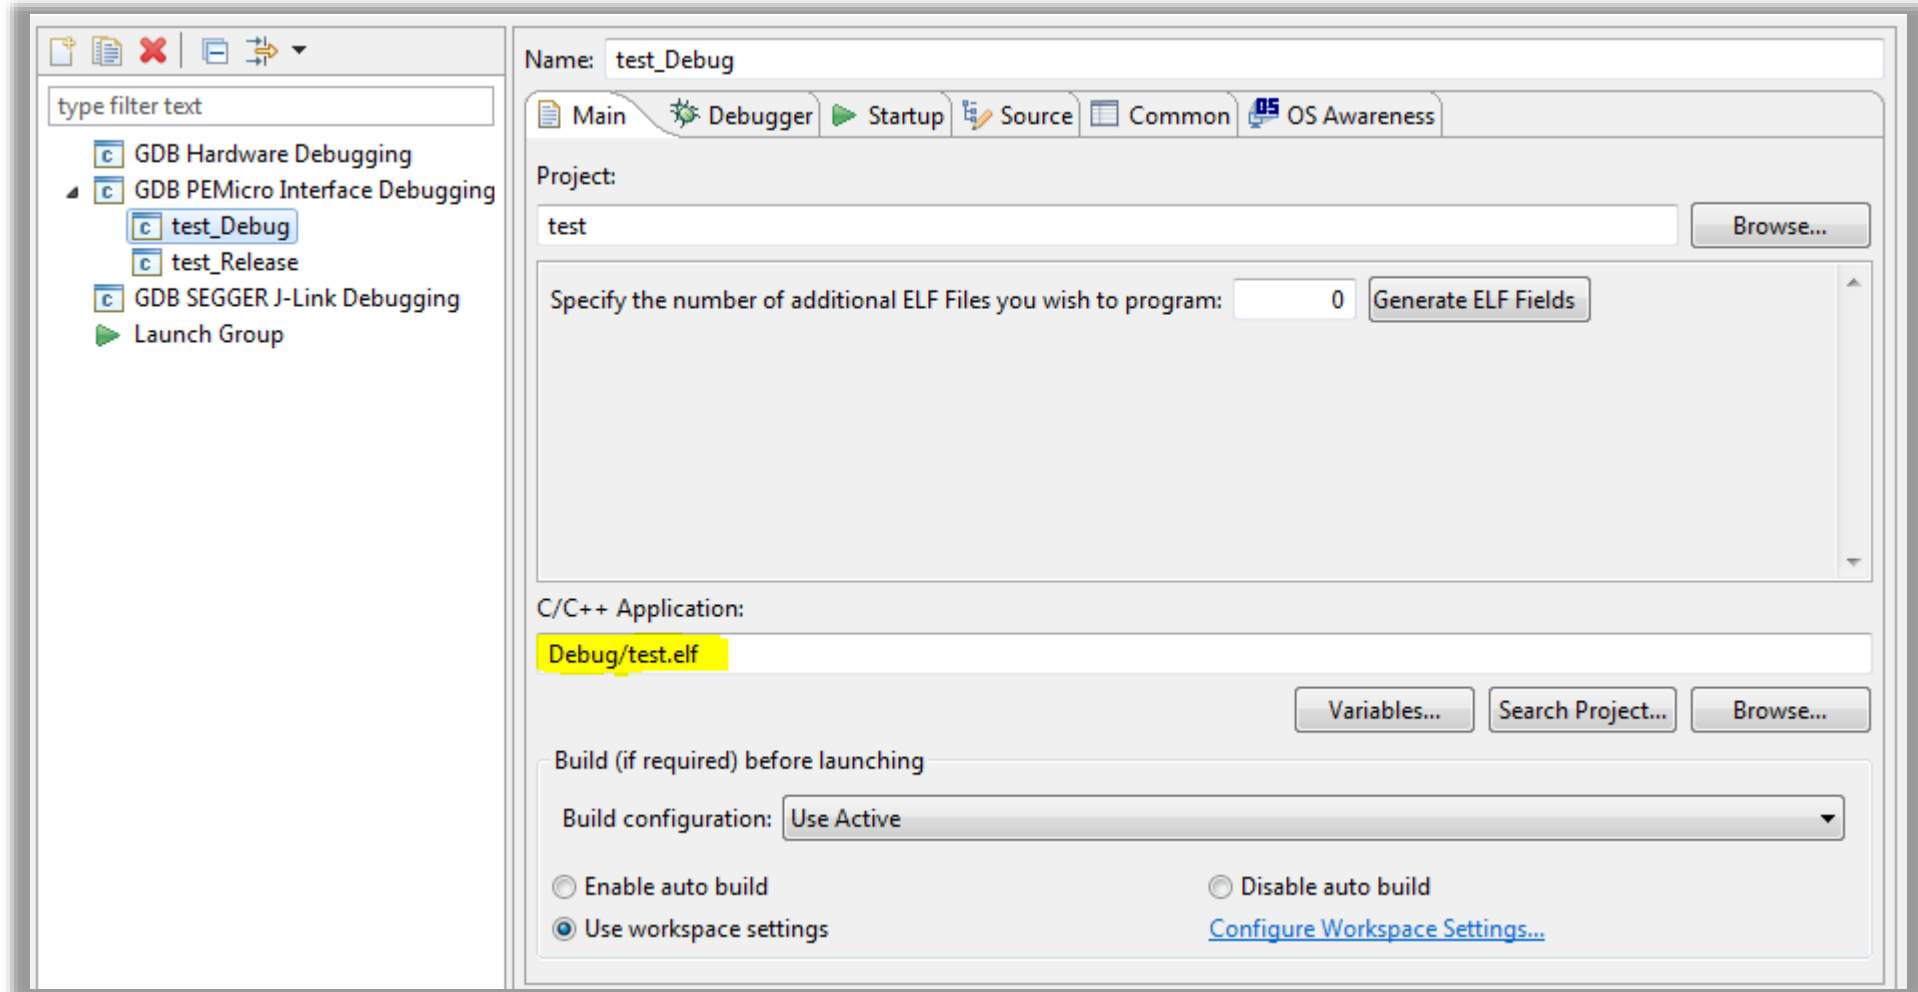 Name: test_Debug
type filter text
Main Debugger Startup Source Common OS Awareness
GDB Hardware Debugging
GDB PEMicro Interface Debugging
test_Debug
test_Release
GDB SEGGER J-Link Debugging
Launch Group
Project:
test Browse...
Specify the number of additional ELF Files you wish to program: 0 Generate ELF Fields
C/C++ Application:
Debug/test.elf
Variables... Search Project... Browse...
Build (if required) before launching
Build configuration: Use Active
Enable auto build Disable auto build
Use workspace settings Configure Workspace Settings...